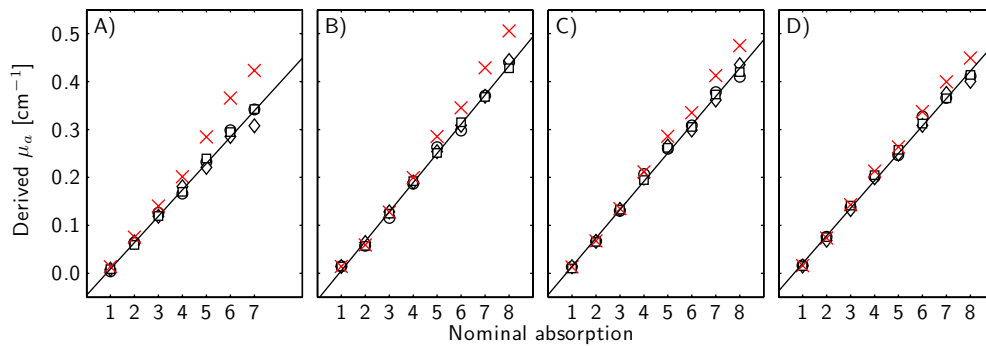 A) B) C) D)
Derived μₐ [cm⁻¹]
0.5
0.4
0.3
0.2
0.1
0.0
1 2 3 4 5 6 7 1 2 3 4 5 6 7 8 1 2 3 4 5 6 7 8 1 2 3 4 5 6 7 8
Nominal absorption